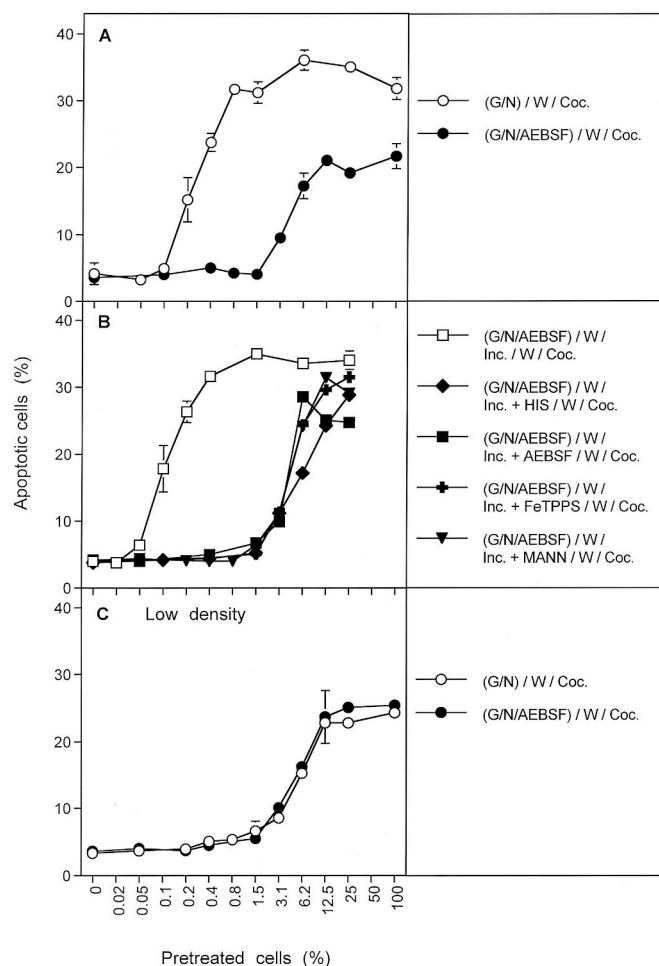 A
40
30
20
10
0
(G/N) / W / Coc.
(G/N/AEBSF) / W / Coc.
B
40
30
20
10
0
(G/N/AEBSF) / W /
Inc. / W / Coc.
(G/N/AEBSF) / W /
Inc. + HIS / W / Coc.
(G/N/AEBSF) / W /
Inc. + AEBSF / W / Coc.
(G/N/AEBSF) / W /
Inc. + FeTPPS / W / Coc.
(G/N/AEBSF) / W /
Inc. + MANN / W / Coc.
Apoptotic cells (%)
C Low density
40
30
20
10
0
(G/N) / W / Coc.
(G/N/AEBSF) / W / Coc.
0
0.02
0.05
0.1
0.2
0.4
0.8
1.5
3.1
6.2
12.5
25
50
100
Pretreated cells (%)